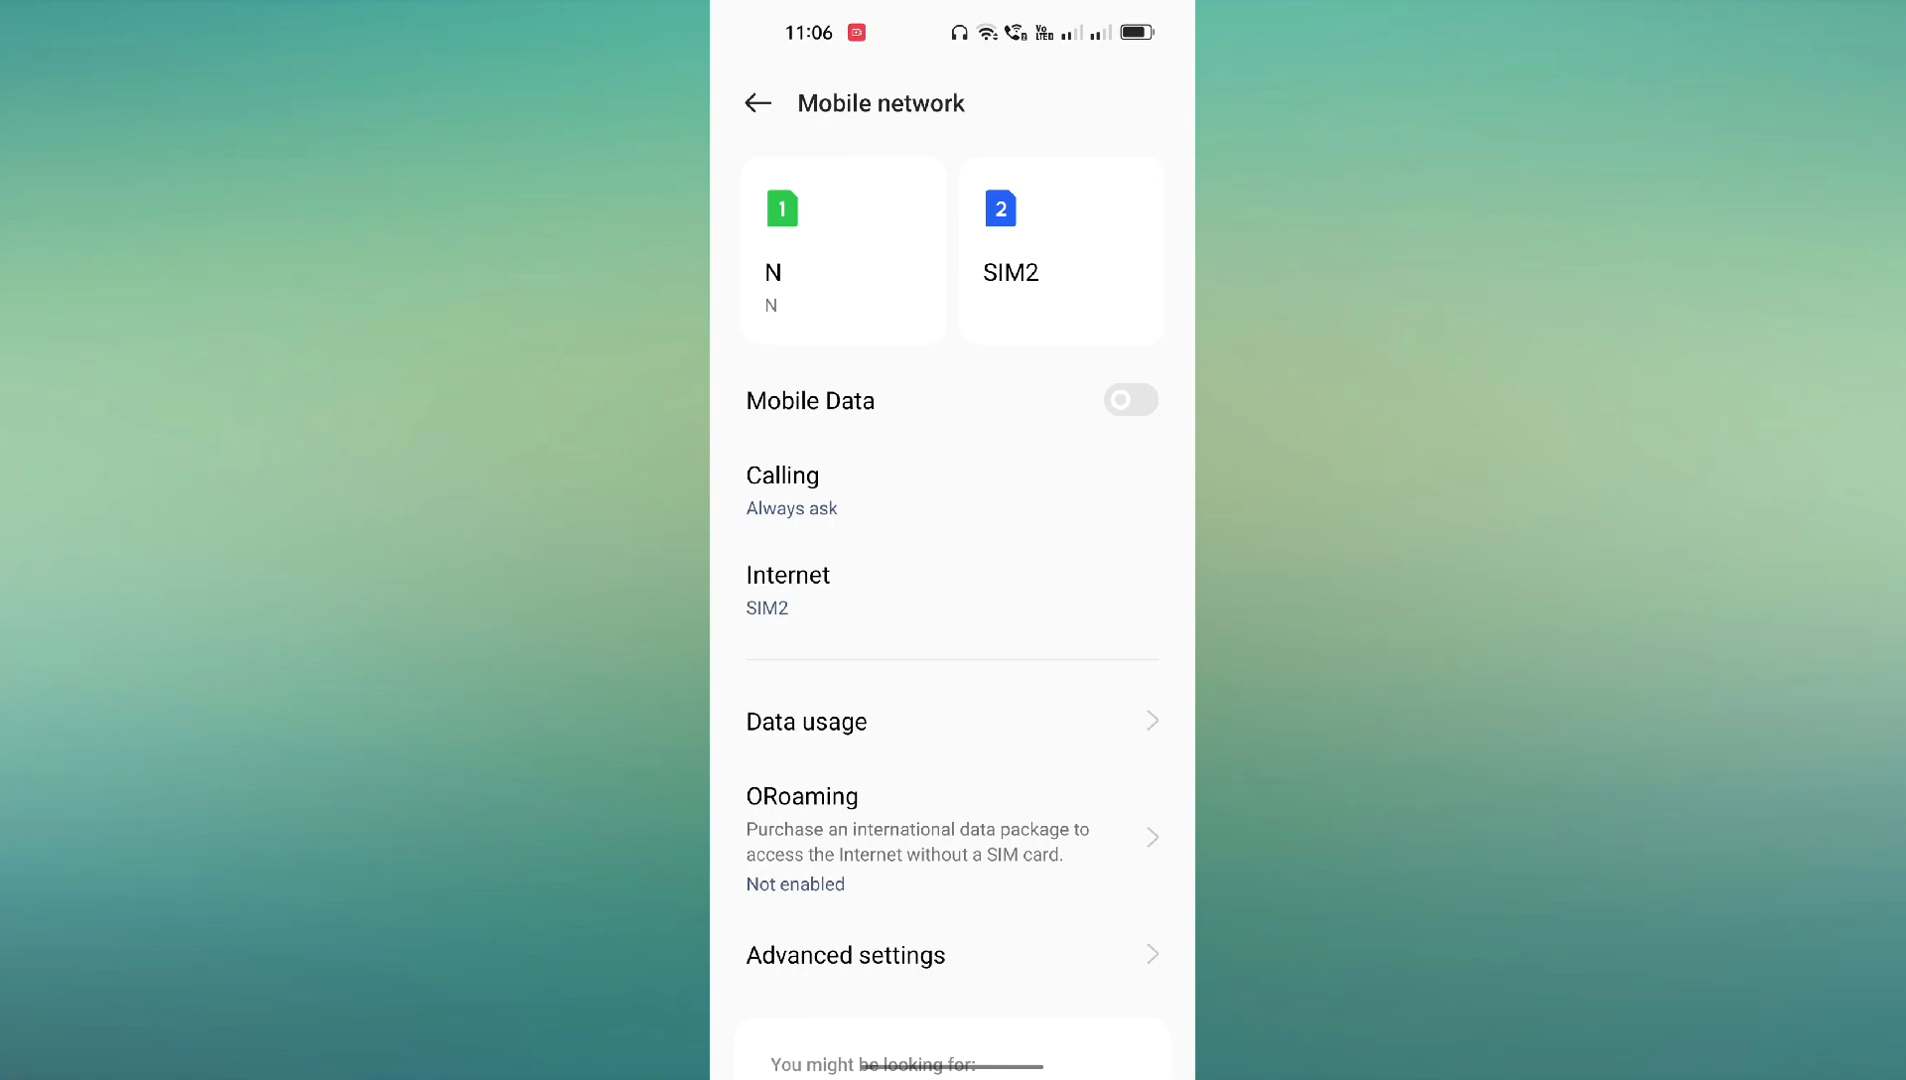 11:06
Vo
LTE
Mobile network
1
2
N
SIM2
N
Mobile Data
Calling
Always ask
Internet
SIM2
Data usage
ORoaming
Purchase an international data package to
access the Internet without a SIM card.
Not enabled
Advanced settings
You might be looking for: